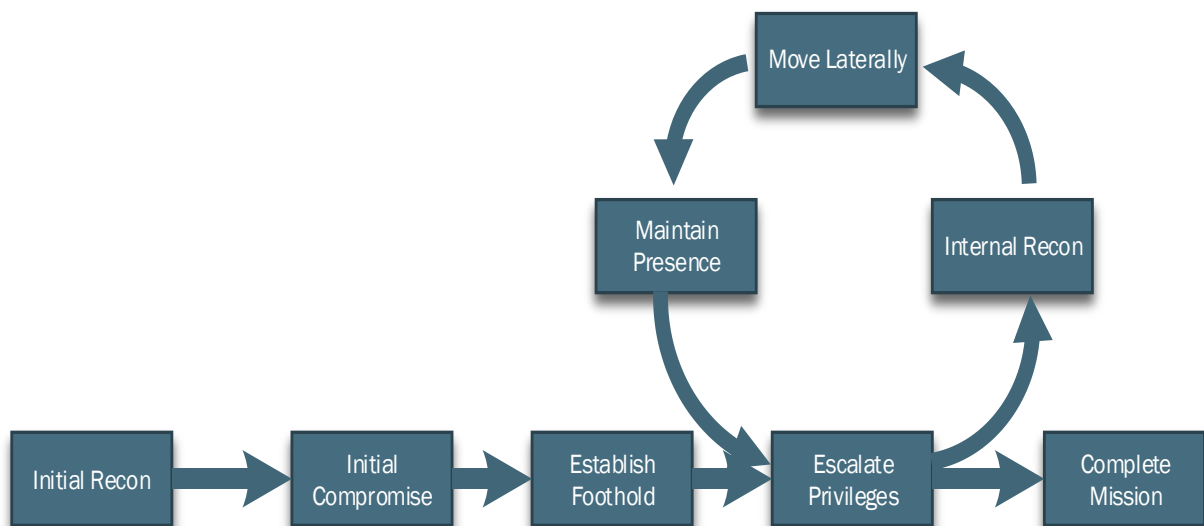 Move Laterally
Maintain
Presence
Internal Recon
Initial Recon
Initial
Compromise
Establish
Foothold
Escalate
Privileges
Complete
Mission